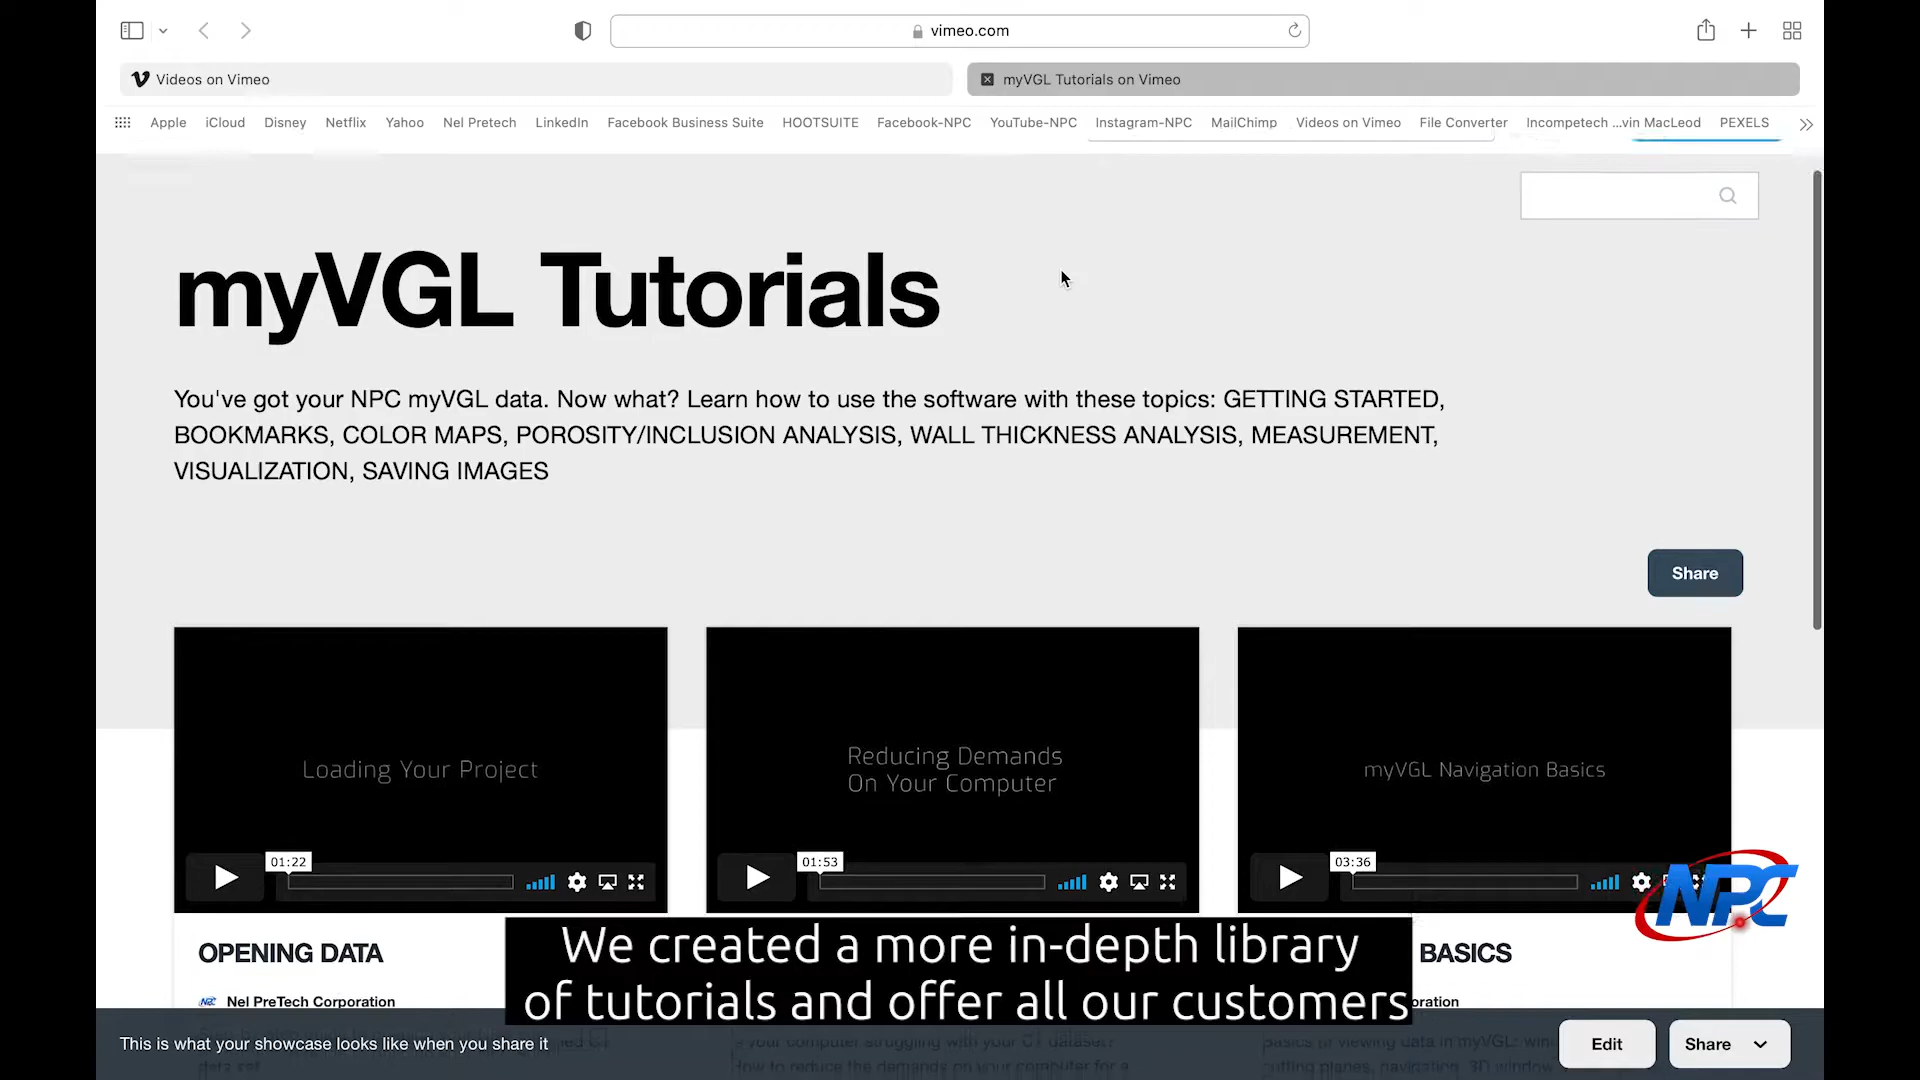 vimeo.com
Videos on Vimeo
myVGL Tutorials on Vimeo
Apple iCloud Disney Netflix Yahoo Nel Pretech LinkedIn Facebook Business Suite HOOTSUITE Facebook-NPC YouTube-NPC Instagram-NPC MailChimp Videos on Vimeo File Converter Incompetech ...vin MacLeod PEXELS
myVGL Tutorials
You've got your NPC myVGL data. Now what? Learn how to use the software with these topics: GETTING STARTED,
BOOKMARKS, COLOR MAPS, POROSITY/INCLUSION ANALYSIS, WALL THICKNESS ANALYSIS, MEASUREMENT,
VISUALIZATION, SAVING IMAGES
Share
Loading Your Project
01:22
Reducing Demands
On Your Computer
01:53
myVGL Navigation Basics
03:36
NPC
OPENING DATA
BASICS
NPC Nel PreTech Corporation
oration
We created a more in-depth library
of tutorials and offer all our customers
This is what your showcase looks like when you share it
Edit
Share